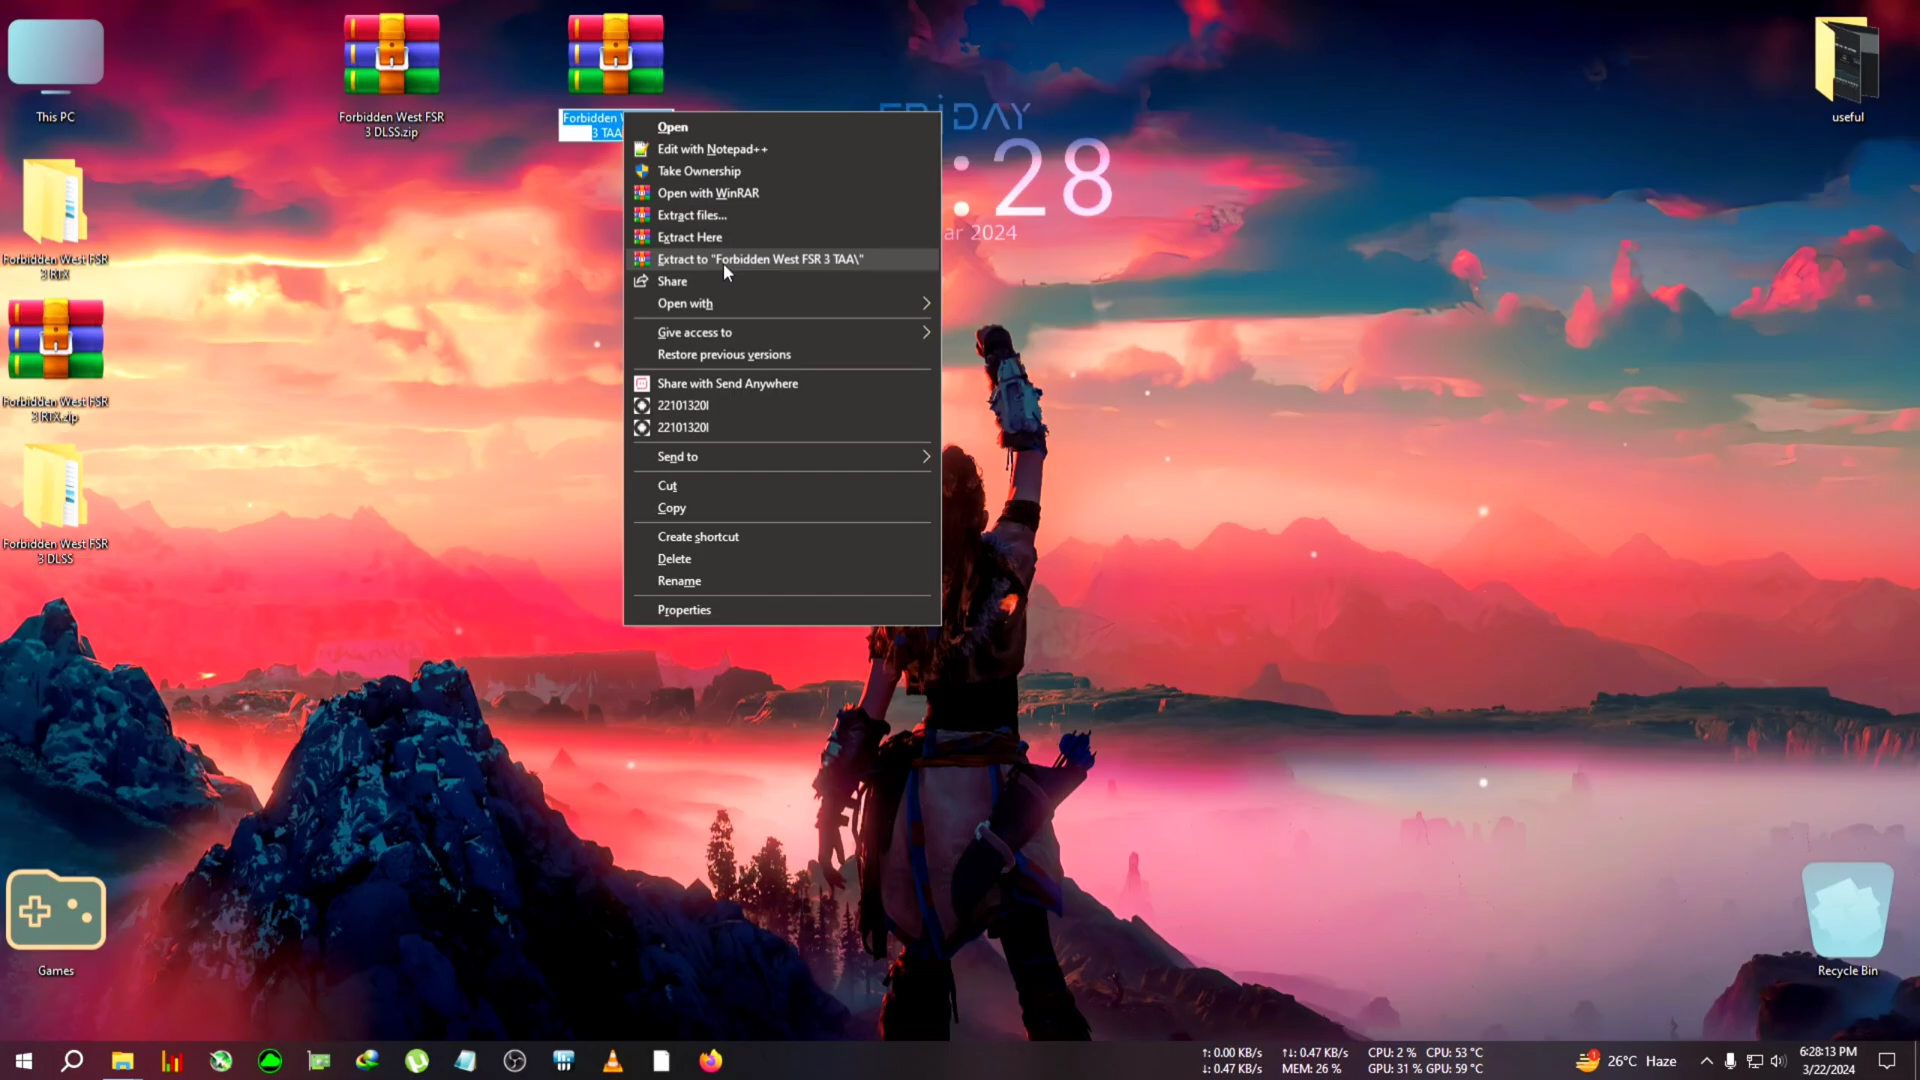 This PC
Forbidden West FSR
3 DLSS.zip
Forbidden W
3 TAA
useful
FRIDAY
:28
ar 2024
Forbidden West FSR
3 RTX
Forbidden West FSR
3 RTX.zip
Forbidden West FSR
3 DLSS
Games
Recycle Bin
Open
Edit with Notepad++
Take Ownership
Open with WinRAR
Extract files...
Extract Here
Extract to "Forbidden West FSR 3 TAA\"
Share
Open with
Give access to
Restore previous versions
Share with Send Anywhere
22101320I
22101320I
Send to
Cut
Copy
Create shortcut
Delete
Rename
Properties
↑: 0.00 KB/s
↓: 0.47 KB/s
↑↓: 0.47 KB/s
MEM: 26 %
CPU: 2 % CPU: 53 °C
GPU: 31 % GPU: 59 °C
1
26°C Haze
6:28:13 PM
3/22/2024